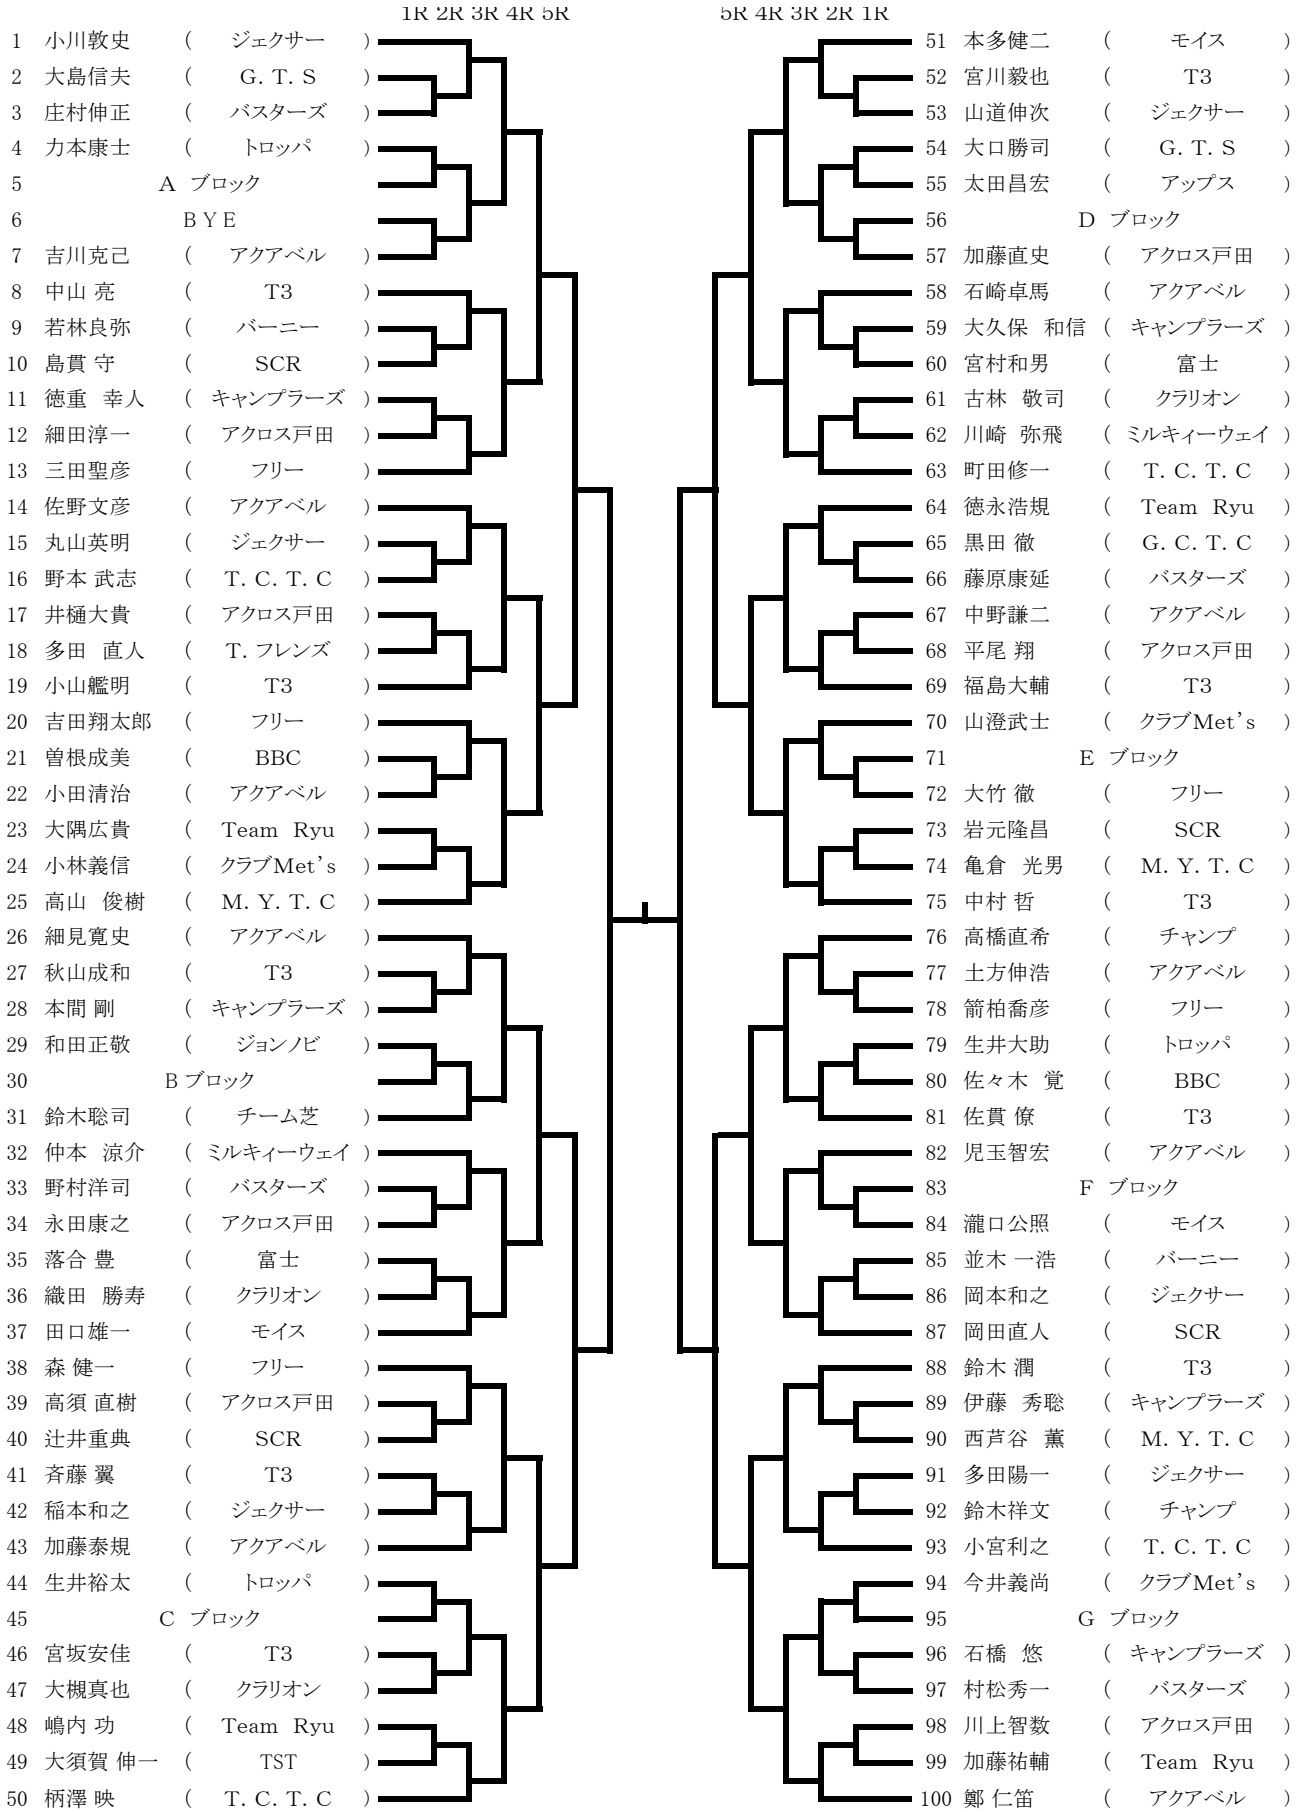 1R 2R 3R 4R 5R
1 小川敦史 ( ジェクサー )
2 大島信夫 ( G. T. S )
3 庄村伸正 ( バスターズ )
4 力本康士 ( トロッパ )
5 A ブロック
6 BYE
7 吉川克己 ( アクアベル )
8 中山 亮 ( T3 )
9 若林良弥 ( バーニー )
10 島貫 守 ( SCR )
11 徳重 幸人 ( キャンプラーズ )
12 細田淳一 ( アクロス戸田 )
13 三田聖彦 ( フリー )
14 佐野文彦 ( アクアベル )
15 丸山英明 ( ジェクサー )
16 野本 武志 ( T. C. T. C )
17 井樋大貴 ( アクロス戸田 )
18 多田 直人 ( T. フレンズ )
19 小山艦明 ( T3 )
20 吉田翔太郎 ( フリー )
21 曽根成美 ( BBC )
22 小田清治 ( アクアベル )
23 大隅広貴 ( Team Ryu )
24 小林義信 ( クラブMet's )
25 高山 俊樹 ( M. Y. T. C )
26 細見寛史 ( アクアベル )
27 秋山成和 ( T3 )
28 本間 剛 ( キャンプラーズ )
29 和田正敬 ( ジョンノビ )
30 B ブロック
31 鈴木聡司 ( チーム芝 )
32 仲本 涼介 ( ミルキィーウェイ )
33 野村洋司 ( バスターズ )
34 永田康之 ( アクロス戸田 )
35 落合 豊 ( 富士 )
36 織田 勝寿 ( クラリオン )
37 田口雄一 ( モイス )
38 森 健一 ( フリー )
39 高須 直樹 ( アクロス戸田 )
40 辻井重典 ( SCR )
41 斉藤 翼 ( T3 )
42 稲本和之 ( ジェクサー )
43 加藤泰規 ( アクアベル )
44 生井裕太 ( トロッパ )
45 C ブロック
46 宮坂安佳 ( T3 )
47 大槻真也 ( クラリオン )
48 嶋内 功 ( Team Ryu )
49 大須賀 伸一 ( TST )
50 柄澤 映 ( T. C. T. C )
5R 4R 3R 2R 1R
51 本多健二 ( モイス )
52 宮川毅也 ( T3 )
53 山道伸次 ( ジェクサー )
54 大口勝司 ( G. T. S )
55 太田昌宏 ( アップス )
56 D ブロック
57 加藤直史 ( アクロス戸田 )
58 石崎卓馬 ( アクアベル )
59 大久保 和信 ( キャンプラーズ )
60 宮村和男 ( 富士 )
61 古林 敬司 ( クラリオン )
62 川崎 弥飛 ( ミルキィーウェイ )
63 町田修一 ( T. C. T. C )
64 徳永浩規 ( Team Ryu )
65 黒田 徹 ( G. C. T. C )
66 藤原康延 ( バスターズ )
67 中野謙二 ( アクアベル )
68 平尾 翔 ( アクロス戸田 )
69 福島大輔 ( T3 )
70 山澄武士 ( クラブMet's )
71 E ブロック
72 大竹 徹 ( フリー )
73 岩元隆昌 ( SCR )
74 亀倉 光男 ( M. Y. T. C )
75 中村 哲 ( T3 )
76 高橋直希 ( チャンプ )
77 土方伸浩 ( アクアベル )
78 箭柏喬彦 ( フリー )
79 生井大助 ( トロッパ )
80 佐々木 覚 ( BBC )
81 佐貫 僚 ( T3 )
82 児玉智宏 ( アクアベル )
83 F ブロック
84 瀧口公照 ( モイス )
85 並木 一浩 ( バーニー )
86 岡本和之 ( ジェクサー )
87 岡田直人 ( SCR )
88 鈴木 潤 ( T3 )
89 伊藤 秀聡 ( キャンプラーズ )
90 西芦谷 薫 ( M. Y. T. C )
91 多田陽一 ( ジェクサー )
92 鈴木祥文 ( チャンプ )
93 小宮利之 ( T. C. T. C )
94 今井義尚 ( クラブMet's )
95 G ブロック
96 石橋 悠 ( キャンプラーズ )
97 村松秀一 ( バスターズ )
98 川上智数 ( アクロス戸田 )
99 加藤祐輔 ( Team Ryu )
100 鄭 仁笛 ( アクアベル )